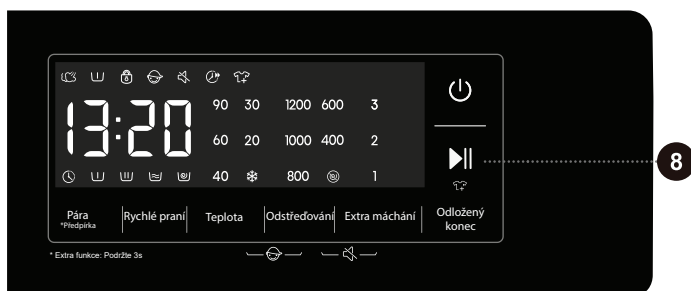 90 30 1200 600 3
13:20
60 20 1000 400 2
8
40 800 1
Pára
*Předpírka
Rychlé praní
Teplota
Odstřeďování
Extra máchání
Odložený
konec
* Extra funkce: Podržte 3s